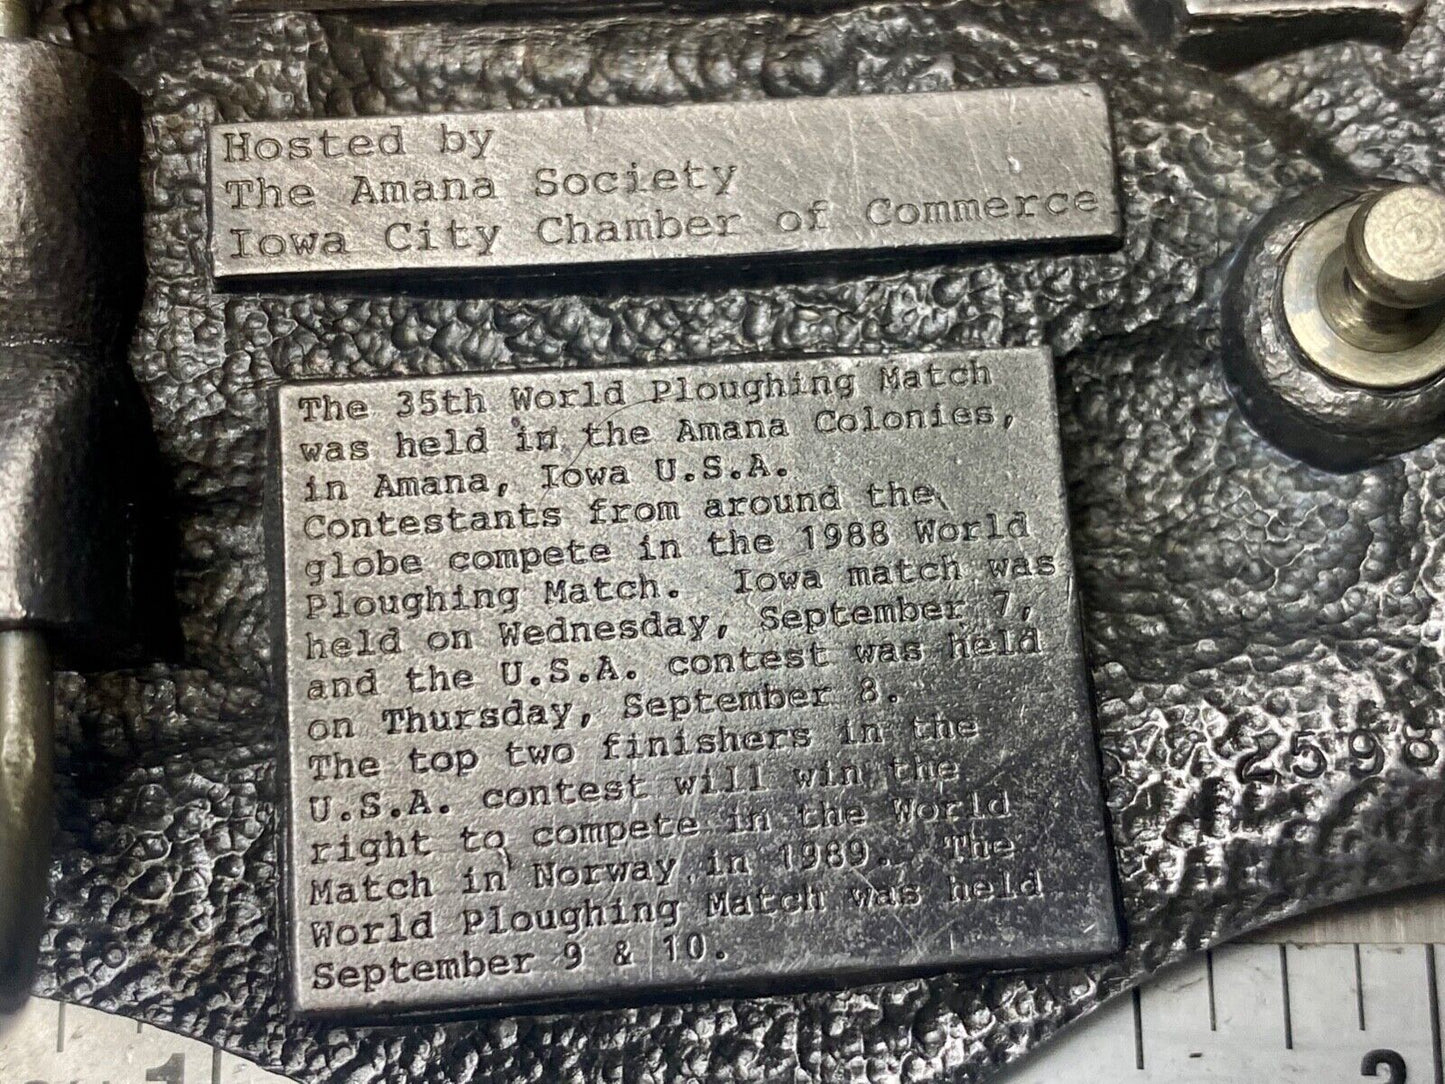 Hosted by
The Amana Society
Iowa City Chamber of Commerce
The 35th World Ploughing Match
was held in the Amana Colonies,
in Amana, Iowa U.S.A.
Contestants from around the
globe compete in the 1988 World
Ploughing Match.  Iowa match was
held on Wednesday, September 7,
and the U.S.A. contest was held
on Thursday, September 8.
The top two finishers in the
U.S.A. contest will win the
right to compete in the World
Match in Norway in 1989.  The
World Ploughing Match was held
September 9 & 10.
2598
1
2